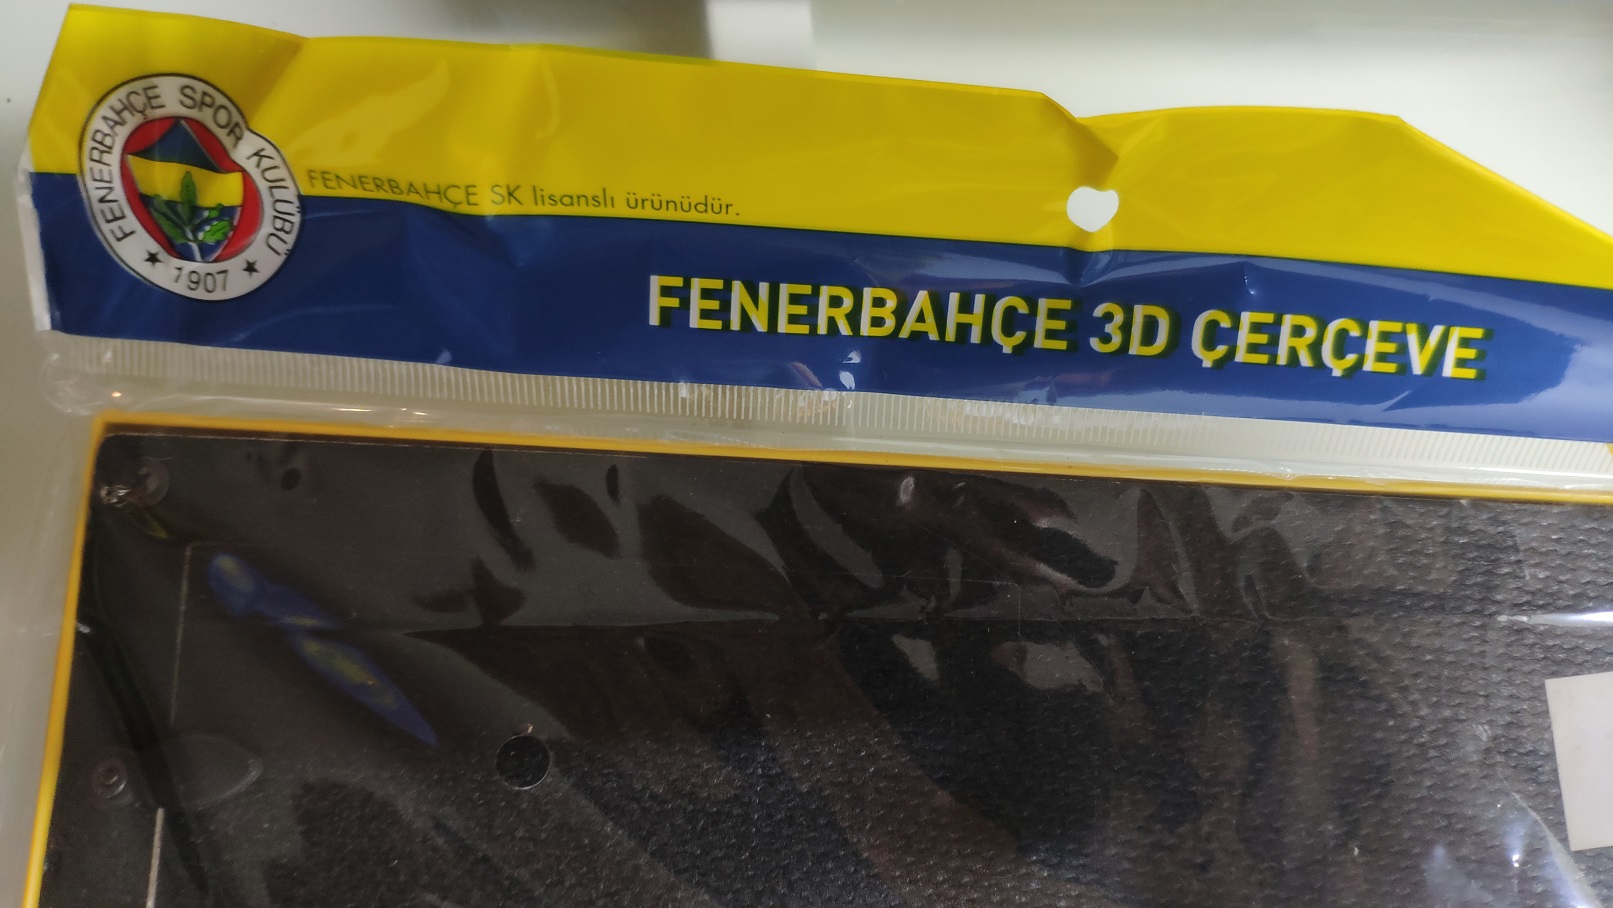 FENERBAHÇE SPOR KULÜBÜ
★ 1907 ★
FENERBAHÇE SK lisanslı ürünüdür.
FENERBAHÇE 3D ÇERÇEVE